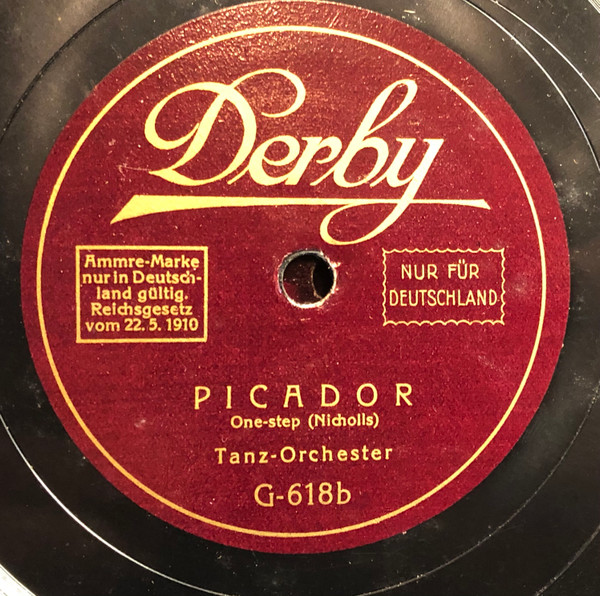 Derby
Ammre-Marke
nur in Deutsch-
land gültig.
Reichsgesetz
vom 22. 5. 1910
NUR FÜR
DEUTSCHLAND
PICADOR
One-step (Nicholls)
Tanz-Orchester
G-618b